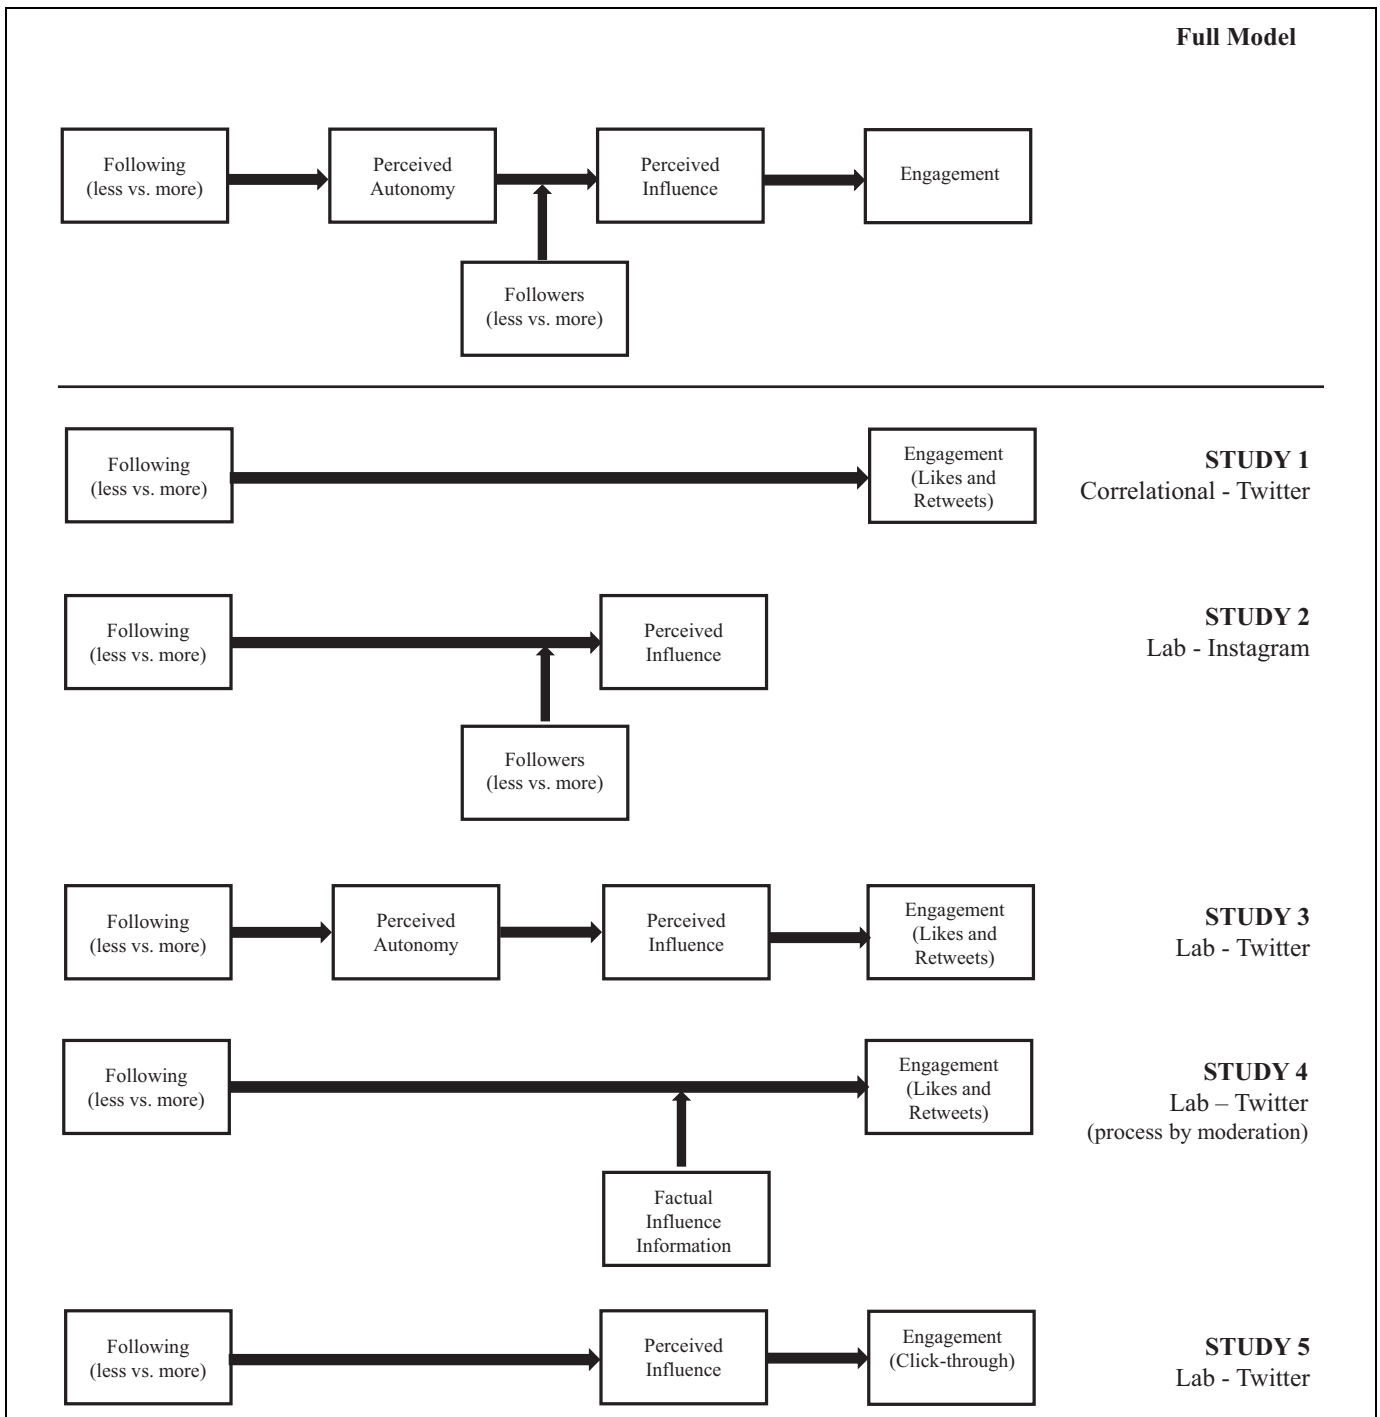 Full Model
Following
(less vs. more)
Perceived
Autonomy
Perceived
Influence
Engagement
Followers
(less vs. more)
Following
(less vs. more)
Engagement
(Likes and
Retweets)
STUDY 1
Correlational - Twitter
Following
(less vs. more)
Perceived
Influence
Followers
(less vs. more)
STUDY 2
Lab - Instagram
Following
(less vs. more)
Perceived
Autonomy
Perceived
Influence
Engagement
(Likes and
Retweets)
STUDY 3
Lab - Twitter
Following
(less vs. more)
Engagement
(Likes and
Retweets)
Factual
Influence
Information
STUDY 4
Lab – Twitter
(process by moderation)
Following
(less vs. more)
Perceived
Influence
Engagement
(Click-through)
STUDY 5
Lab - Twitter